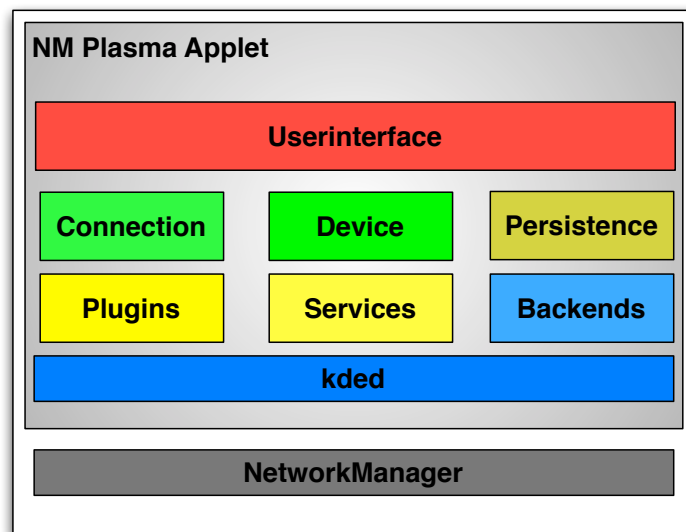 NM Plasma Applet
Userinterface
Connection
Device
Persistence
Plugins
Services
Backends
kded
NetworkManager